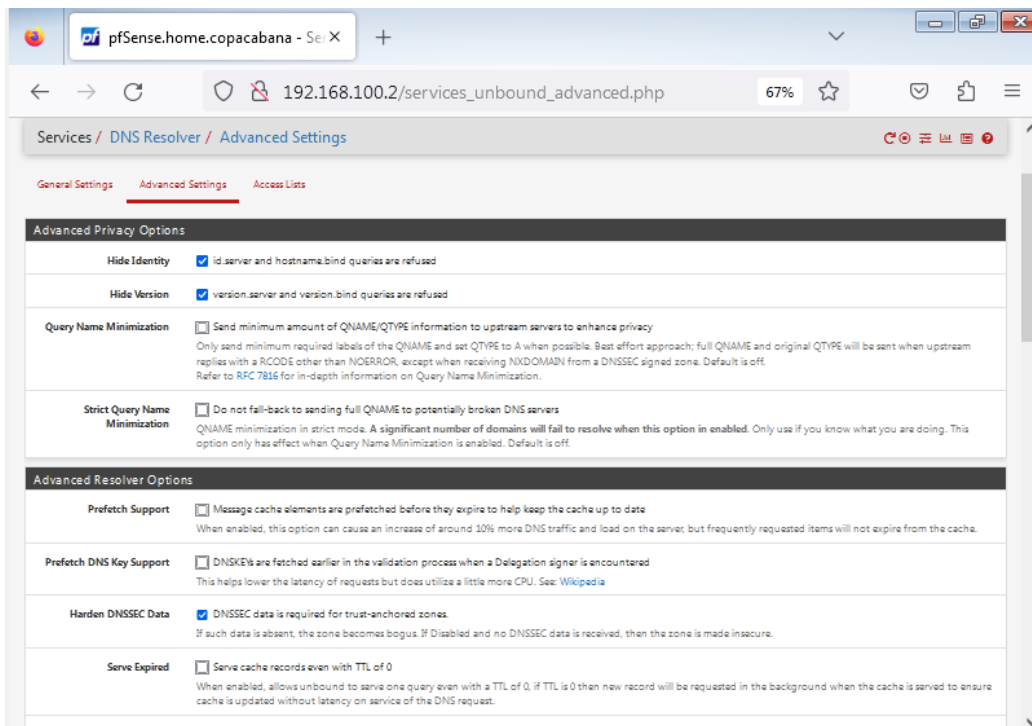 pfSense.home.copacabana - Ser
192.168.100.2/services_unbound_advanced.php 67%
Services / DNS Resolver / Advanced Settings
General Settings Advanced Settings Access Lists
Advanced Privacy Options
Hide Identity id.server and hostname.bind queries are refused
Hide Version version.server and version.bind queries are refused
Query Name Minimization Send minimum amount of QNAME/QTYPE information to upstream servers to enhance privacy
Only send minimum required labels of the QNAME and set QTYPE to A when possible. Best effort approach; full QNAME and original QTYPE will be sent when upstream
replies with a RCODE other than NOERROR, except when receiving NXDOMAIN from a DNSSEC signed zone. Default is off.
Refer to RFC 7816 for in-depth information on Query Name Minimization.
Strict Query Name
Minimization
Do not fall-back to sending full QNAME to potentially broken DNS servers
QNAME minimization in strict mode. A significant number of domains will fail to resolve when this option in enabled. Only use if you know what you are doing. This
option only has effect when Query Name Minimization is enabled. Default is off.
Advanced Resolver Options
Prefetch Support Message cache elements are prefetched before they expire to help keep the cache up to date
When enabled, this option can cause an increase of around 10% more DNS traffic and load on the server, but frequently requested items will not expire from the cache.
Prefetch DNS Key Support DNSKEYs are fetched earlier in the validation process when a Delegation signer is encountered
This helps lower the latency of requests but does utilize a little more CPU. See: Wikipedia
Harden DNSSEC Data DNSSEC data is required for trust-anchored zones.
If such data is absent, the zone becomes bogus. If Disabled and no DNSSEC data is received, then the zone is made insecure.
Serve Expired Serve cache records even with TTL of 0
When enabled, allows unbound to serve one query even with a TTL of 0, if TTL is 0 then new record will be requested in the background when the cache is served to ensure
cache is updated without latency on service of the DNS request.